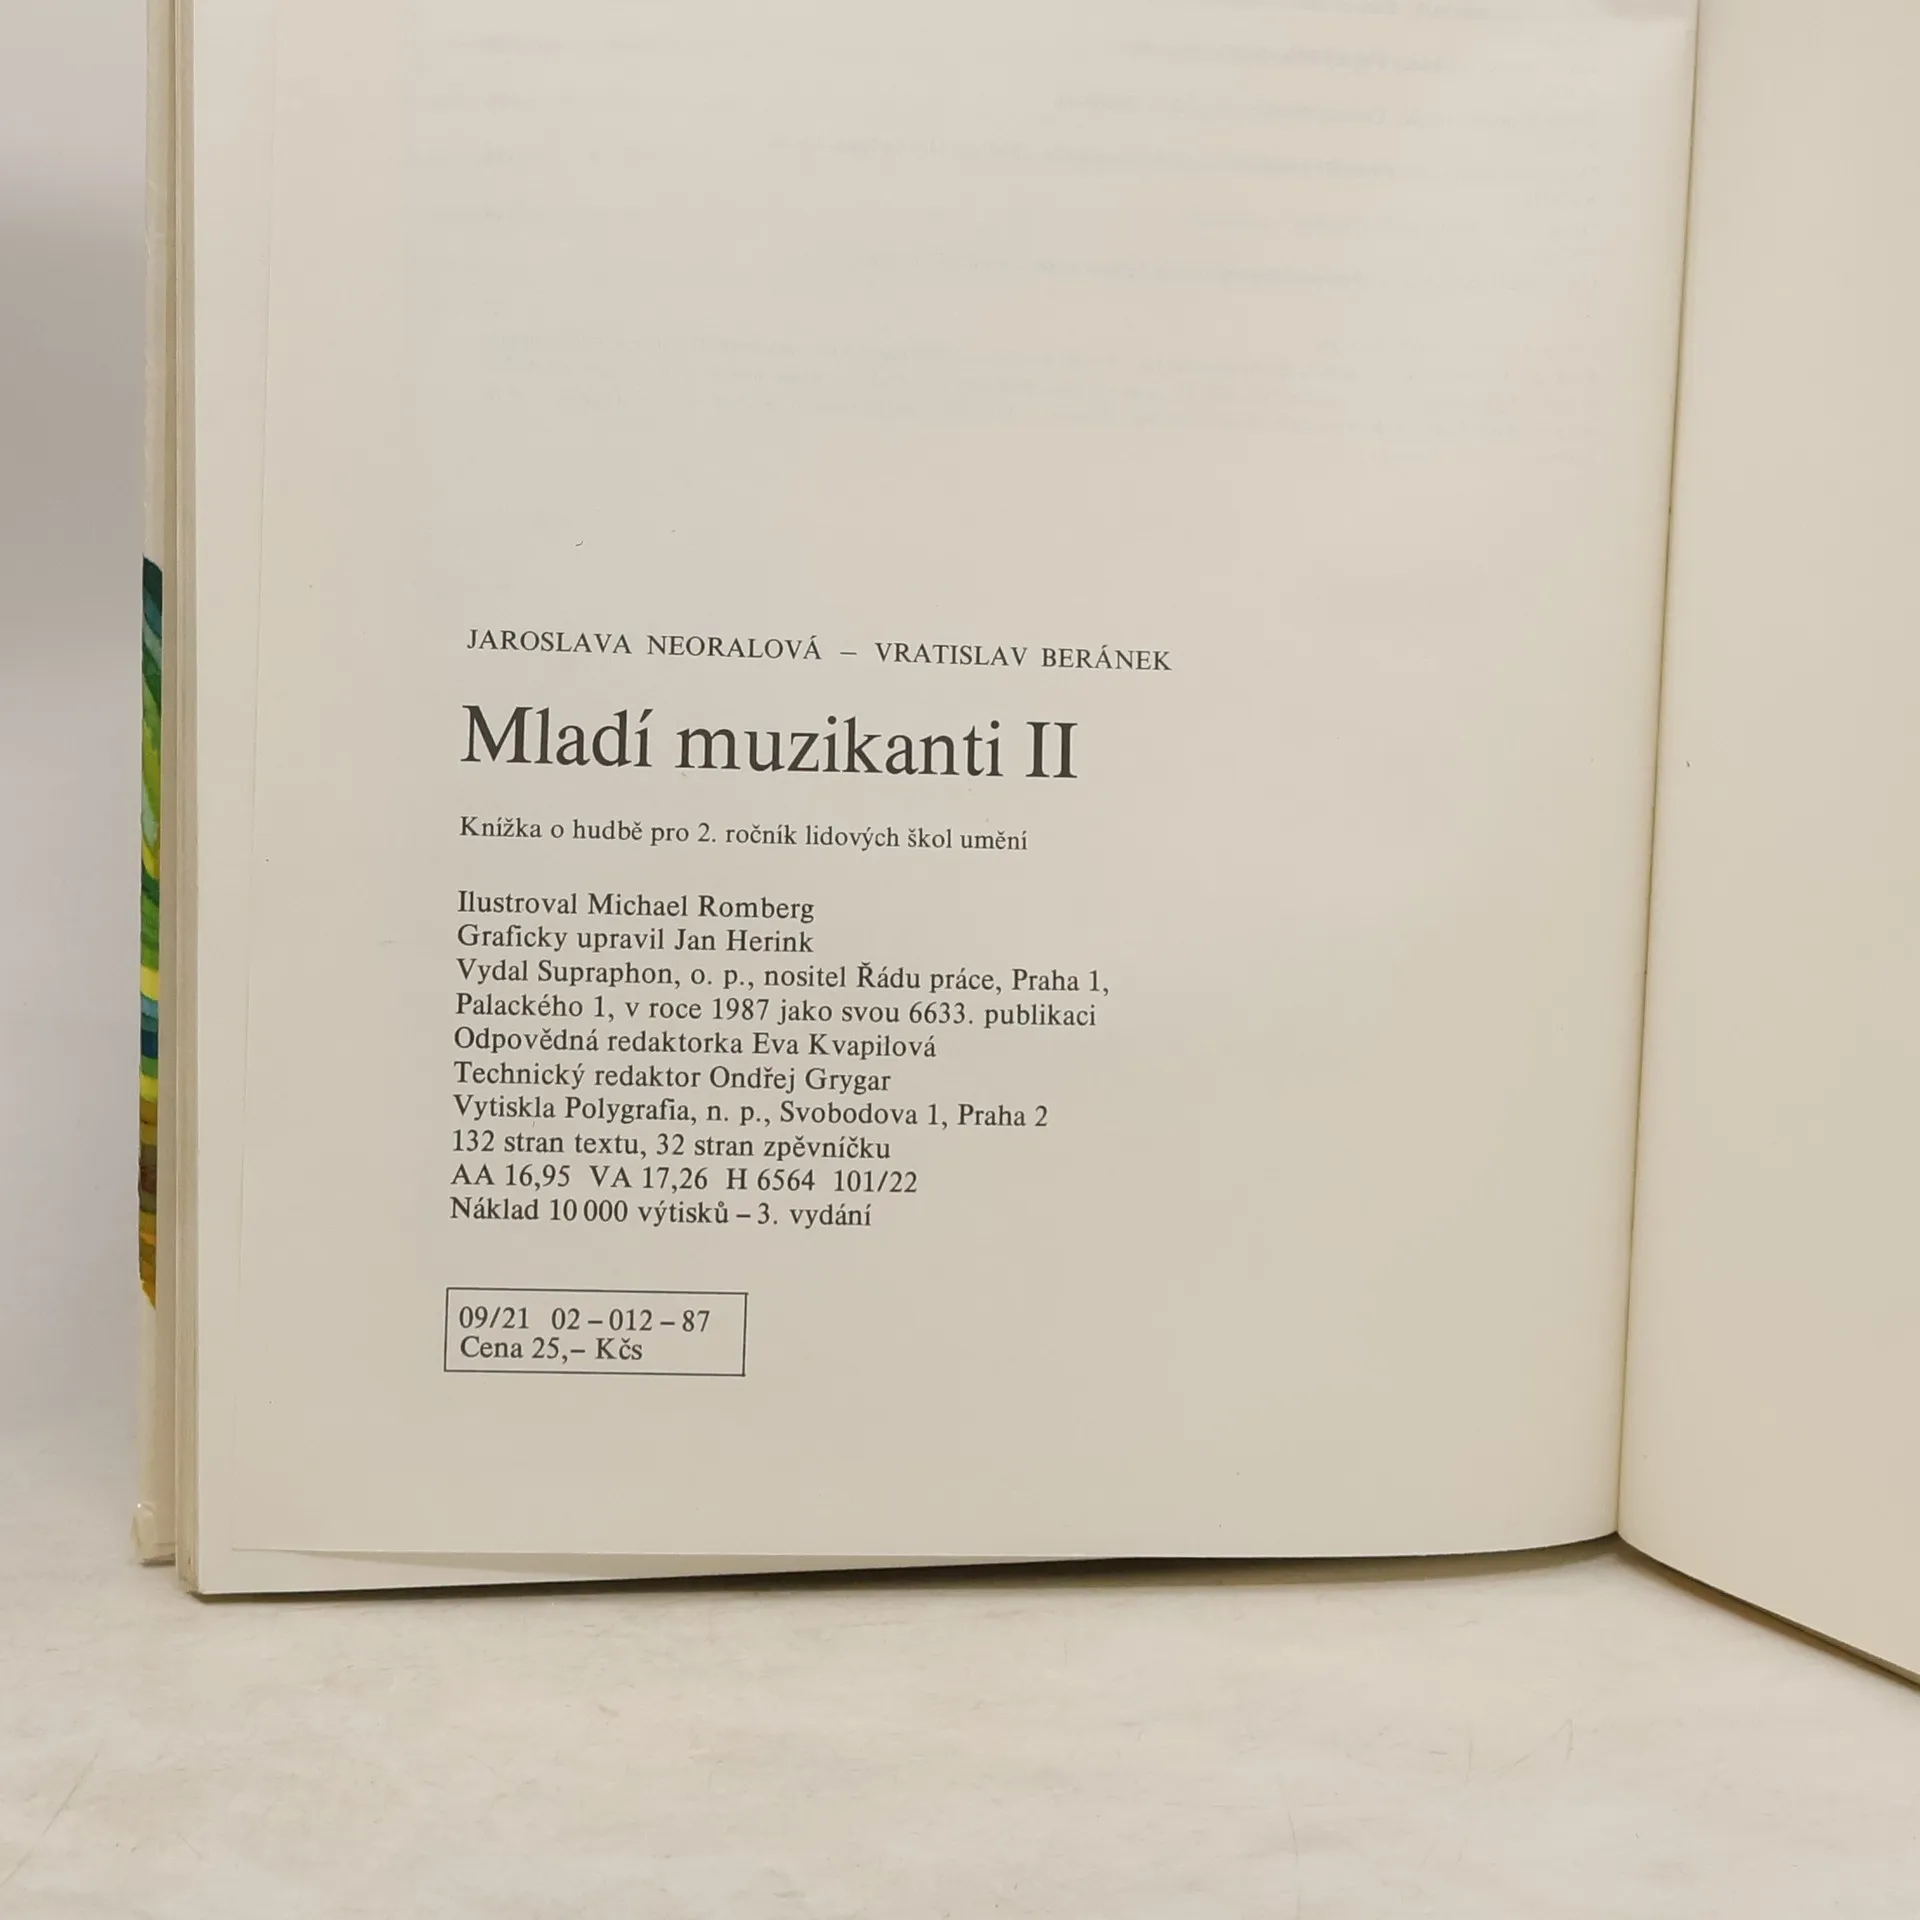 JAROSLAVA NEORALOVÁ – VRATISLAV BERÁNEK
Mladí muzikanti II
Knížka o hudbě pro 2. ročník lidových škol umění
Ilustroval Michael Romberg
Graficky upravil Jan Herink
Vydal Supraphon, o. p., nositel Řádu práce, Praha 1,
Palackého 1, v roce 1987 jako svou 6633. publikaci
Odpovědná redaktorka Eva Kvapilová
Technický redaktor Ondřej Grygar
Vytiskla Polygrafia, n. p., Svobodova 1, Praha 2
132 stran textu, 32 stran zpěvníčku
AA 16,95 VA 17,26 H 6564 101/22
Náklad 10 000 výtisků – 3. vydání
09/21 02 – 012 – 87
Cena 25,– Kčs